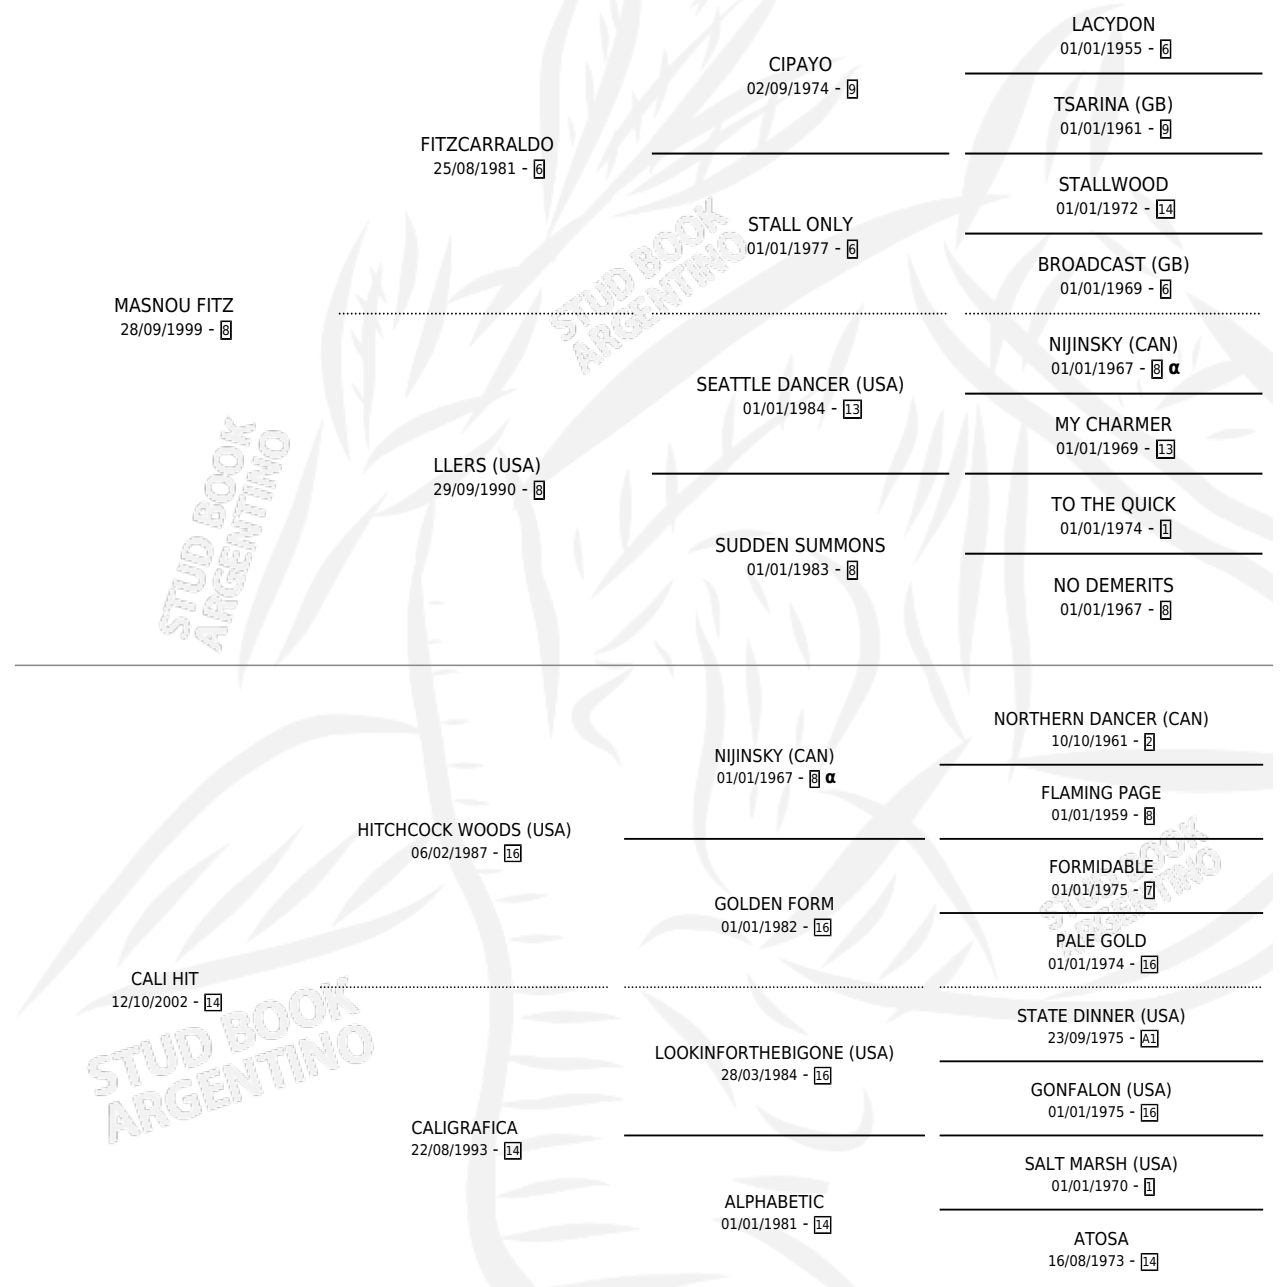 LACYDON
01/01/1955 - 6
CIPAYO
02/09/1974 - 9
TSARINA (GB)
01/01/1961 - 9
FITZCARRALDO
25/08/1981 - 6
STALLWOOD
01/01/1972 - 14
STALL ONLY
01/01/1977 - 6
BROADCAST (GB)
01/01/1969 - 6
MASNOU FITZ
28/09/1999 - 8
NIJINSKY (CAN)
01/01/1967 - 8 α
SEATTLE DANCER (USA)
01/01/1984 - 13
MY CHARMER
01/01/1969 - 13
LLERS (USA)
29/09/1990 - 8
TO THE QUICK
01/01/1974 - 1
SUDDEN SUMMONS
01/01/1983 - 8
NO DEMERITS
01/01/1967 - 8
NORTHERN DANCER (CAN)
10/10/1961 - 2
NIJINSKY (CAN)
01/01/1967 - 8 α
FLAMING PAGE
01/01/1959 - 8
HITCHCOCK WOODS (USA)
06/02/1987 - 16
FORMIDABLE
01/01/1975 - 7
GOLDEN FORM
01/01/1982 - 16
PALE GOLD
01/01/1974 - 16
CALI HIT
12/10/2002 - 14
STATE DINNER (USA)
23/09/1975 - A1
LOOKINFORTHEBIGONE (USA)
28/03/1984 - 16
GONFALON (USA)
01/01/1975 - 16
CALIGRAFICA
22/08/1993 - 14
SALT MARSH (USA)
01/01/1970 - 1
ALPHABETIC
01/01/1981 - 14
ATOSA
16/08/1973 - 14
STUD BOOK
ARGENTINO
STUD BOOK
ARGENTINO
STUD BOOK
ARGENTINO
STUD BOOK
ARGENTINO